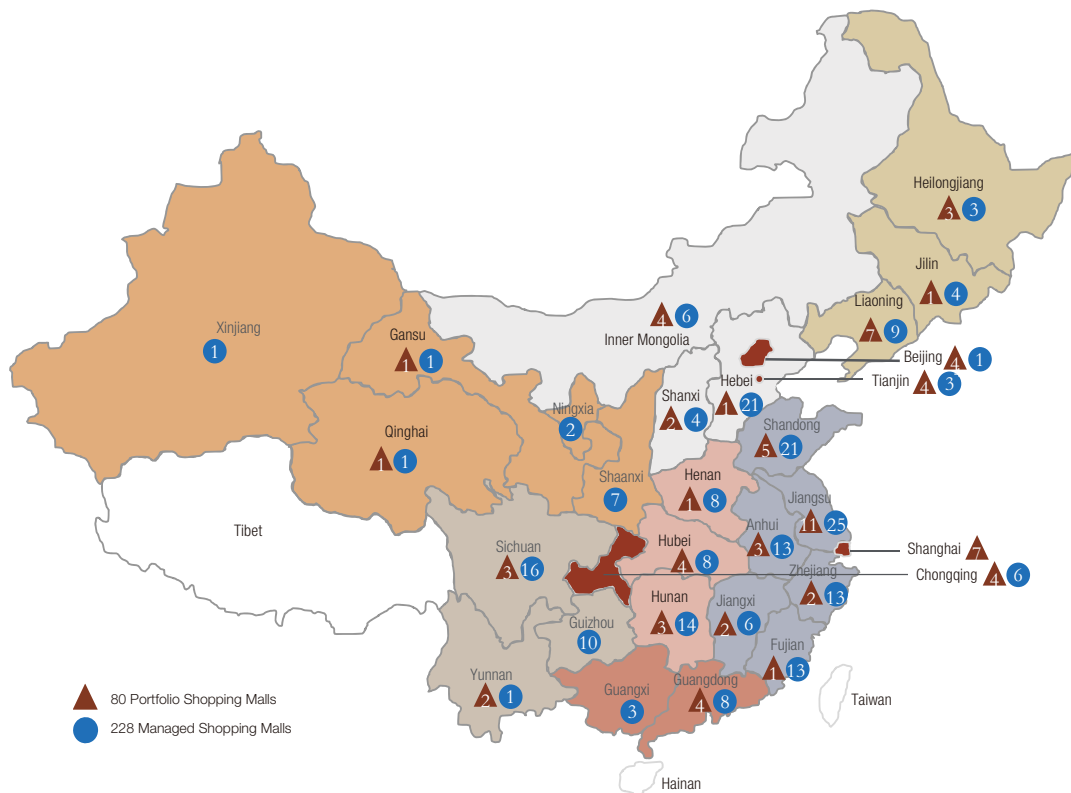 Heilongjiang
3 3
Jilin
1 4
Liaoning
7 9
Inner Mongolia
4 6
Xinjiang
1
Gansu
1 1
Beijing 4 1
Tianjin 4 3
Hebei
1 21
Shanxi
2 4
Ningxia
2
Shandong
5 21
Qinghai
1 1
Shaanxi
7
Henan
1 8
Jiangsu
11 25
Tibet
Anhui
3 13
Sichuan
3 16
Hubei
4 8
Shanghai 7
Chongqing 4 6
Zhejiang
2 13
Hunan
3 14
Jiangxi
2 6
Guizhou
10
Fujian
1 13
Yunnan
2 1
Guangxi
3
Guangdong
4 8
Taiwan
Hainan
80 Portfolio Shopping Malls
228 Managed Shopping Malls